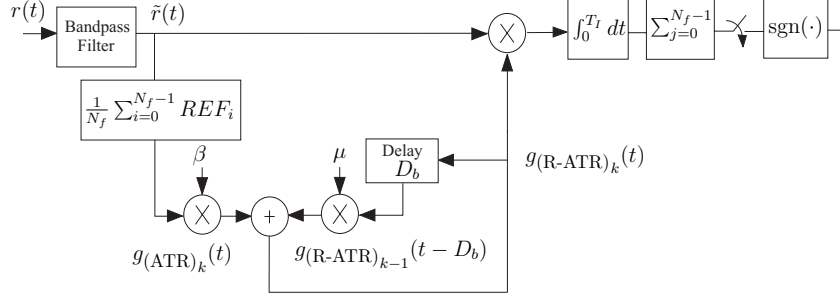 r(t)
Bandpass
Filter
r̃(t)
×
∫_0^{T_I} dt
∑_{j=0}^{N_f−1}
sgn(·)
1/N_f ∑_{i=0}^{N_f−1} REF_i
β
μ
Delay
D_b
g_{(R-ATR)_k}(t)
×
+
×
g_{(ATR)_k}(t)
g_{(R-ATR)_{k−1}}(t − D_b)